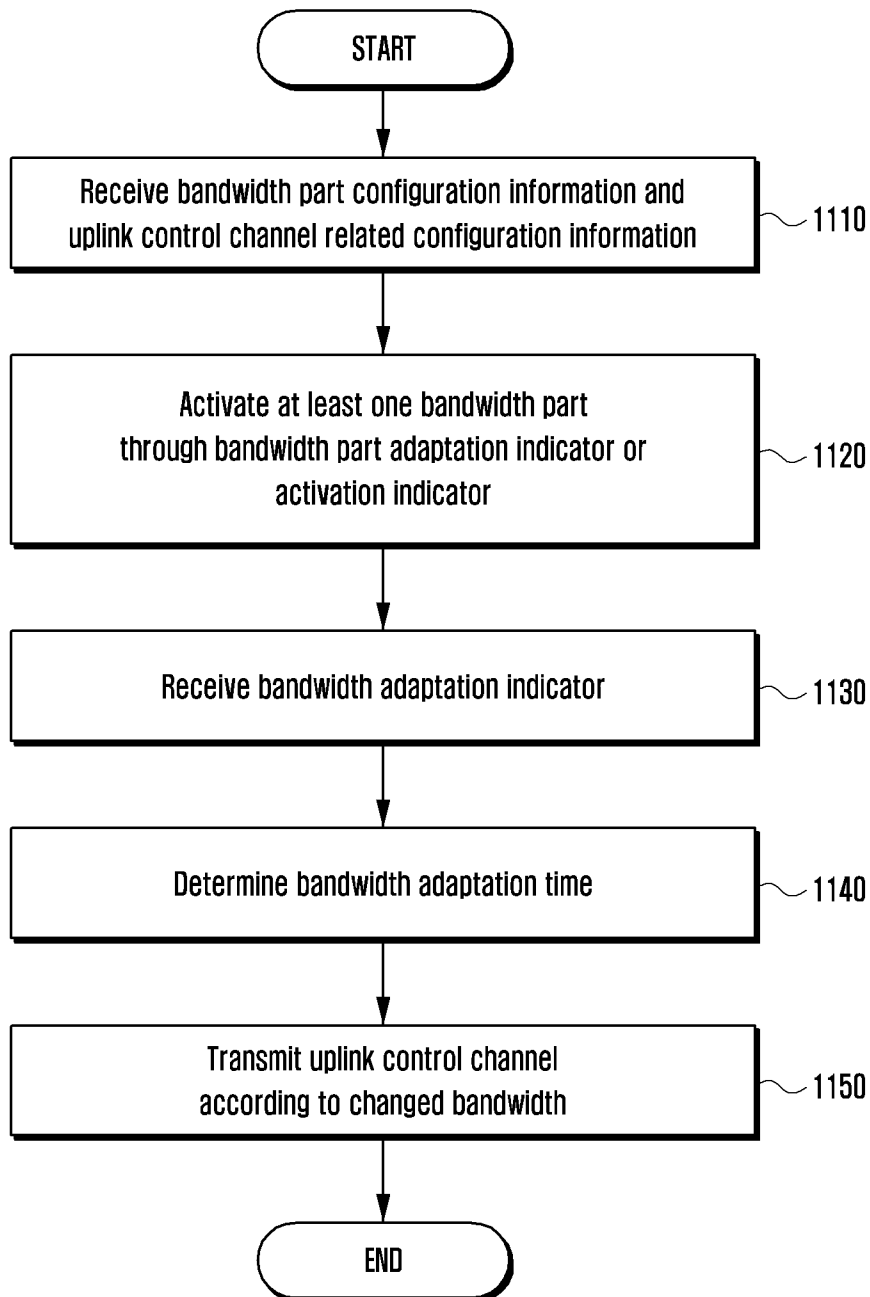 START
Receive bandwidth part configuration information and
uplink control channel related configuration information
1110
Activate at least one bandwidth part
through bandwidth part adaptation indicator or
activation indicator
1120
Receive bandwidth adaptation indicator
1130
Determine bandwidth adaptation time
1140
Transmit uplink control channel
according to changed bandwidth
1150
END